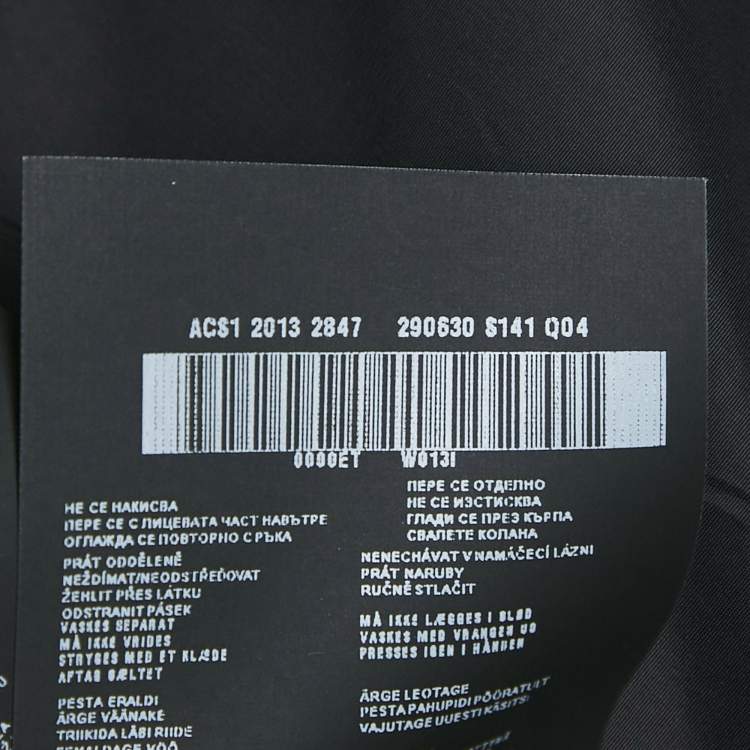 ACS1 2013 2847 290630 S141 Q04
0000ET W013I
НЕ СЕ НАКИСВА
ПЕРЕ СЕ С ЛИЦЕВАТА ЧАСТ НАВЪТРЕ
ОГЛАЖДА СЕ ПОВТОРНО С РЪКА
ПЕРЕ СЕ ОТДЕЛНО
НЕ СЕ ИЗСТИСКВА
ГЛАДИ СЕ ПРЕЗ КЪРПА
СВАЛЕТЕ КОЛАНА
PRÁT ODDĚLENĚ
NEŽDÍMAT/NEODSTŘEĎOVAT
ŽEHLIT PŘES LÁTKU
ODSTRANIT PÁSEK
NENECHÁVAT V NAMÁČECÍ LÁZNI
PRÁT NARUBY
RUČNĚ STLAČIT
VASKES SEPARAT
MÅ IKKE VRIDES
STRYGES MED ET KLÆDE
AFTAG BÆLTET
MÅ IKKE LÆGGES I BLØD
VASKES MED VRANGEN UD
PRESSES IGEN I HÅNDEN
PESTA ERALDI
ÄRGE VÄÄNAKE
TRIIKIDA LÄBI RIIDE
EEMALDAGE VÖÖ
ÄRGE LEOTAGE
PESTA PAHUPIDI PÖÖRATULT
VAJUTAGE UUESTI KÄSITSI